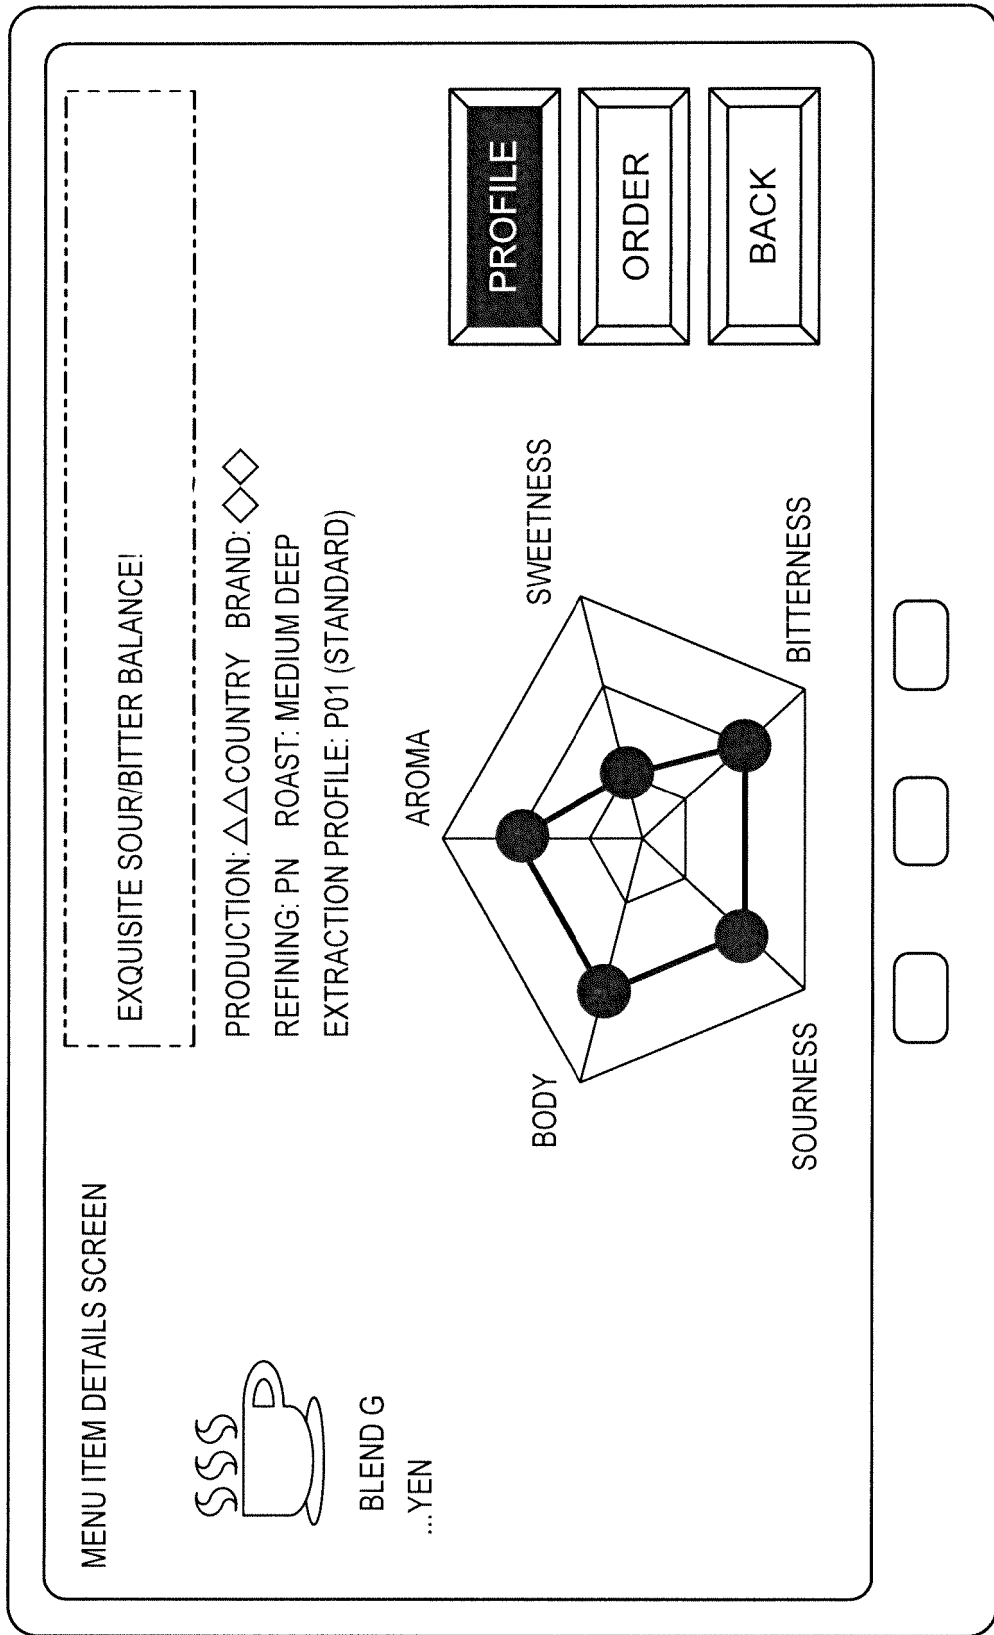 MENU ITEM DETAILS SCREEN
EXQUISITE SOUR/BITTER BALANCE!
PRODUCTION: △△COUNTRY BRAND: ◇◇
REFINING: PN ROAST: MEDIUM DEEP
EXTRACTION PROFILE: P01 (STANDARD)
BLEND G
...YEN
AROMA
BODY
SWEETNESS
SOURNESS
BITTERNESS
PROFILE
ORDER
BACK